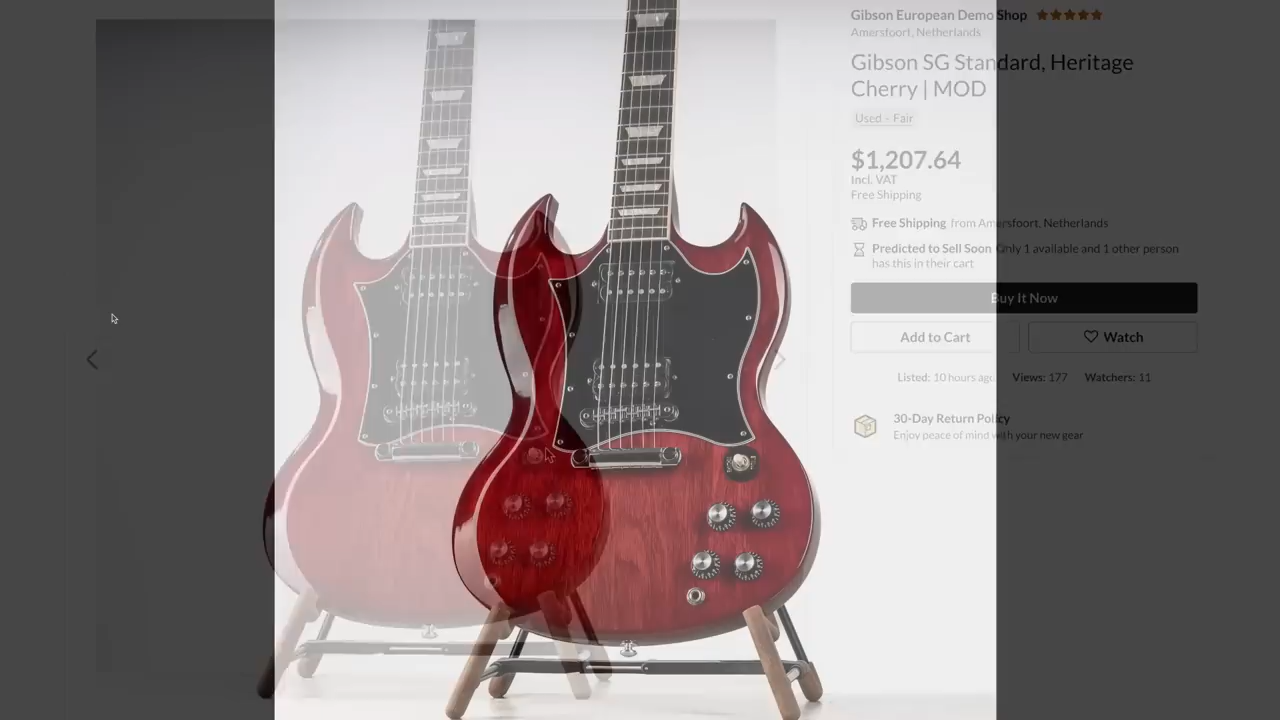 Gibson European Demo Shop
Amersfoort, Netherlands
Gibson SG Standard, Heritage
Cherry | MOD
Used – Fair
$1,207.64
Incl. VAT
Free Shipping
Free Shipping from Amersfoort, Netherlands
Predicted to Sell Soon Only 1 available and 1 other person
has this in their cart
Buy It Now
Add to Cart
Watch
Listed: 10 hours ago
Views: 177
Watchers: 11
30-Day Return Policy
Enjoy peace of mind with your new gear